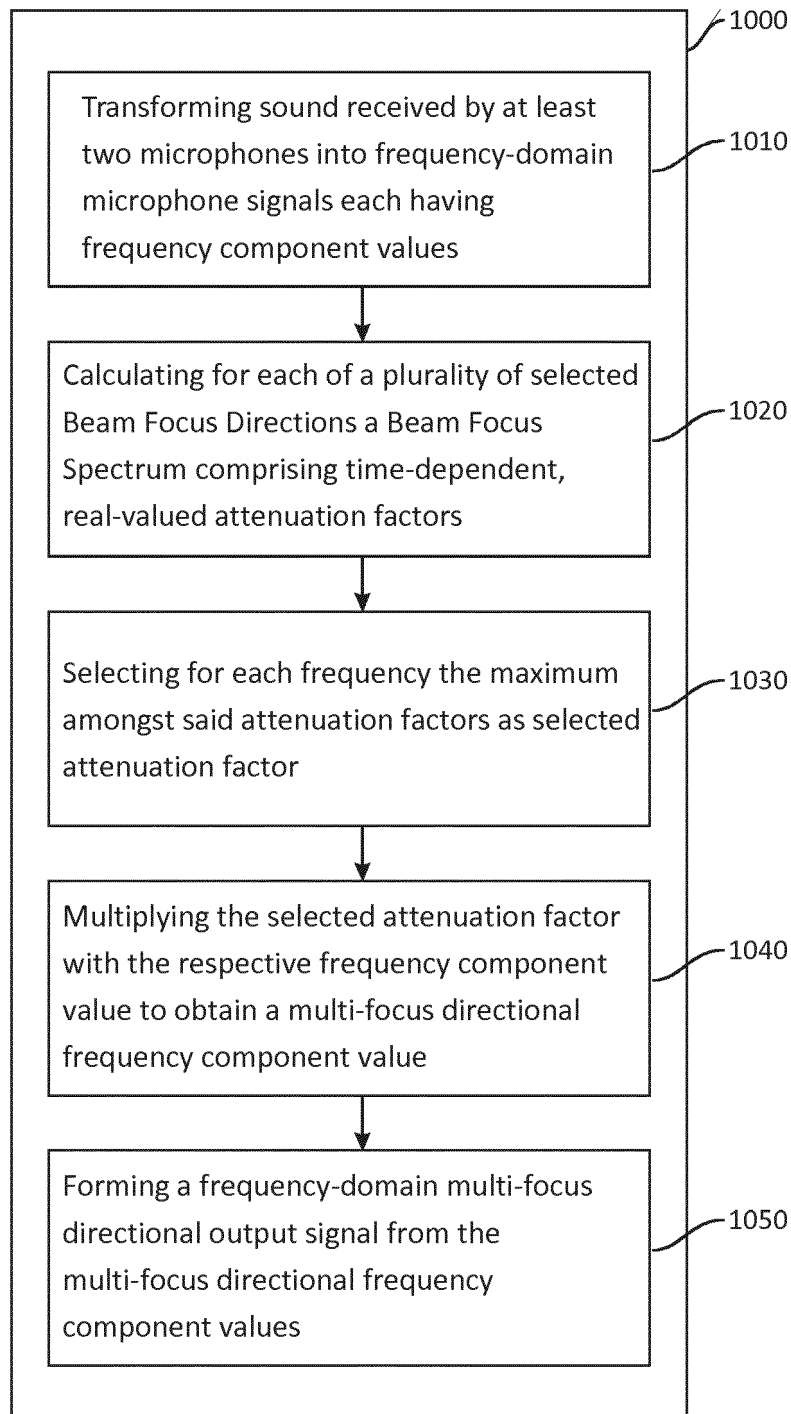 1000
Transforming sound received by at least
two microphones into frequency-domain
microphone signals each having
frequency component values
1010
Calculating for each of a plurality of selected
Beam Focus Directions a Beam Focus
Spectrum comprising time-dependent,
real-valued attenuation factors
1020
Selecting for each frequency the maximum
amongst said attenuation factors as selected
attenuation factor
1030
Multiplying the selected attenuation factor
with the respective frequency component
value to obtain a multi-focus directional
frequency component value
1040
Forming a frequency-domain multi-focus
directional output signal from the
multi-focus directional frequency
component values
1050